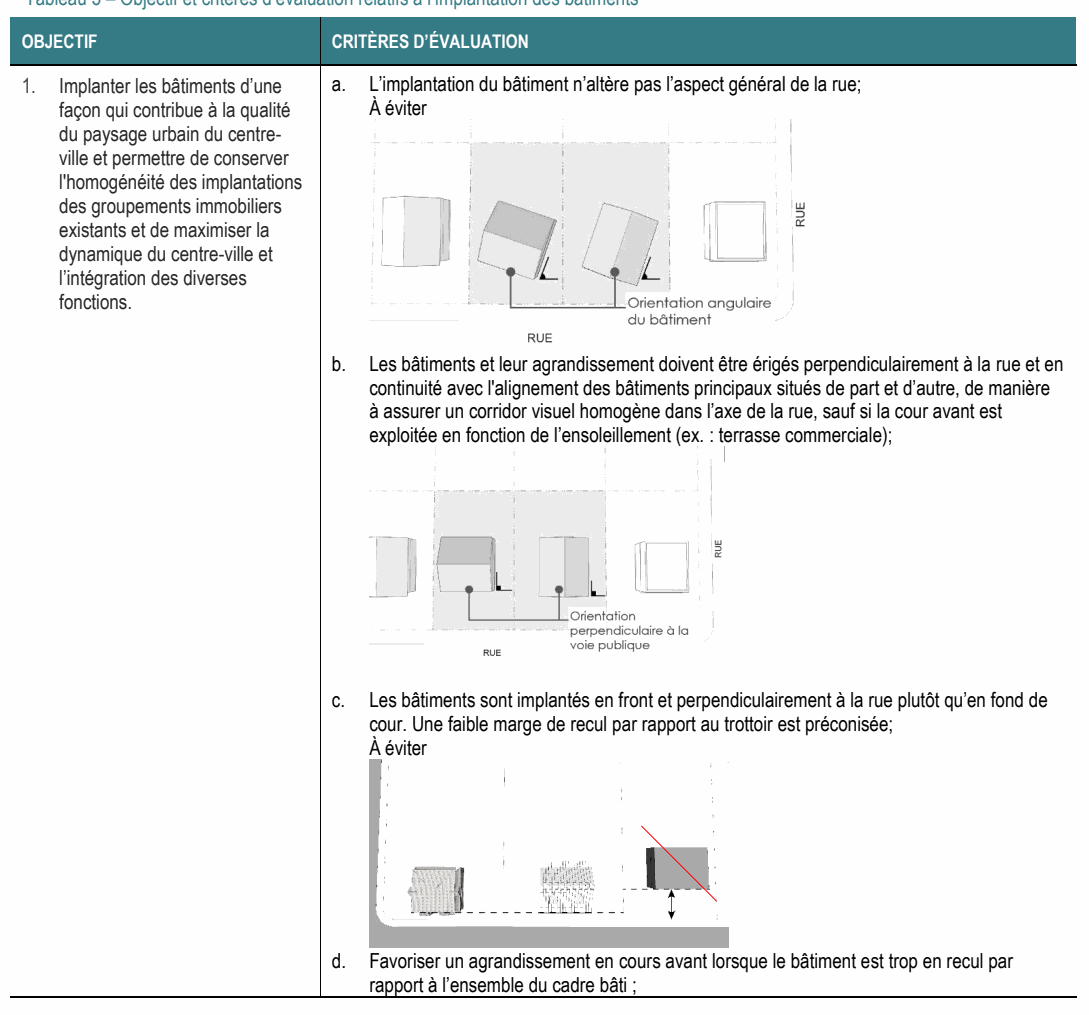 Tableau 5 – Objectif et critères d'évaluation relatifs à l'implantation des bâtiments
OBJECTIF
CRITÈRES D'ÉVALUATION
1. Implanter les bâtiments d'une
façon qui contribue à la qualité
du paysage urbain du centre-
ville et permettre de conserver
l'homogénéité des implantations
des groupements immobiliers
existants et de maximiser la
dynamique du centre-ville et
l'intégration des diverses
fonctions.
a. L'implantation du bâtiment n'altère pas l'aspect général de la rue;
À éviter
RUE
Orientation angulaire
du bâtiment
RUE
b. Les bâtiments et leur agrandissement doivent être érigés perpendiculairement à la rue et en
continuité avec l'alignement des bâtiments principaux situés de part et d'autre, de manière
à assurer un corridor visuel homogène dans l'axe de la rue, sauf si la cour avant est
exploitée en fonction de l'ensoleillement (ex. : terrasse commerciale);
RUE
Orientation
perpendiculaire à la
voie publique
RUE
c. Les bâtiments sont implantés en front et perpendiculairement à la rue plutôt qu'en fond de
cour. Une faible marge de recul par rapport au trottoir est préconisée;
À éviter
d. Favoriser un agrandissement en cours avant lorsque le bâtiment est trop en recul par
rapport à l'ensemble du cadre bâti ;